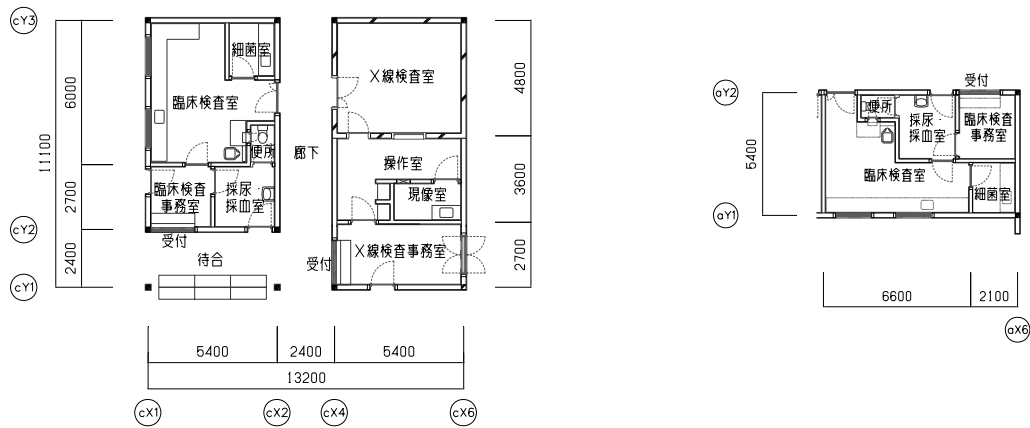 cY3
cY2
cY1
11100
6000
2700
2400
細菌室
臨床検査室
便所
臨床検査
事務室
採尿
採血室
受付
待合
廊下
X線検査室
操作室
現像室
X線検査事務室
受付
4800
3600
2700
5400
2400
5400
13200
cX1
cX2
cX4
cX6
aY2
aY1
5400
受付
便所
採尿
採血室
臨床検査
事務室
臨床検査室
細菌室
6600
2100
aX6